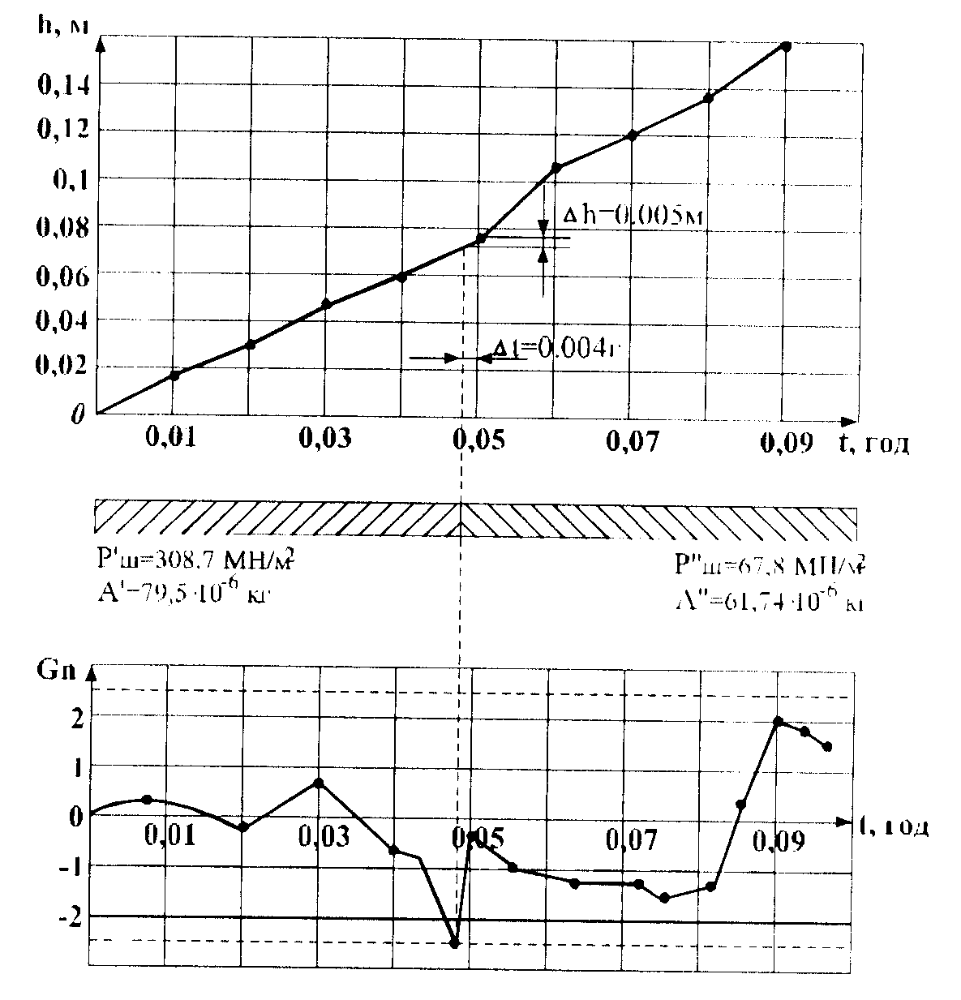 h, м
0,14
0,12
0,1
0,08
Δh=0.005м
0,06
0,04
Δt=0.004г
0,02
0
0,01 0,03 0,05 0,07 0,09 t, год
P'ш=308.7 МН/м² P''ш=67,8 МН/м²
A'=79,5·10⁻⁶ кг A''=61,74·10⁻⁶ кг
Gn
2
1
0
0,01 0,03 0,05 0,07 0,09 t, год
-1
-2